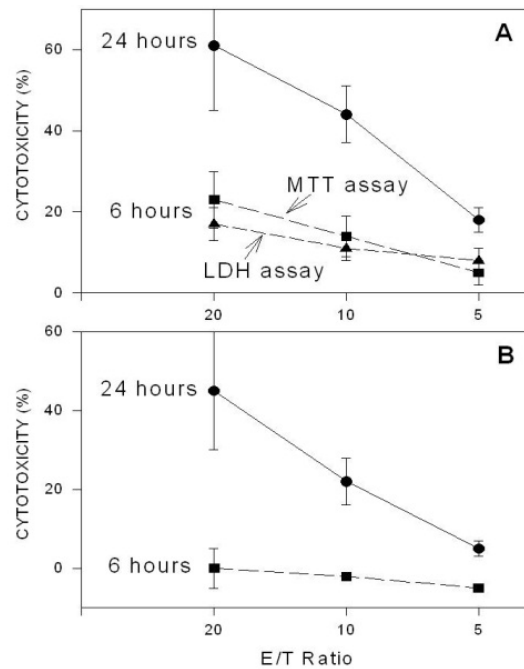 A
60
24 hours
40
CYTOTOXICITY (%)
MTT assay
20
6 hours
LDH assay
0
20 10 5
60
B
24 hours
40
CYTOTOXICITY (%)
20
6 hours
0
20 10 5
E/T Ratio